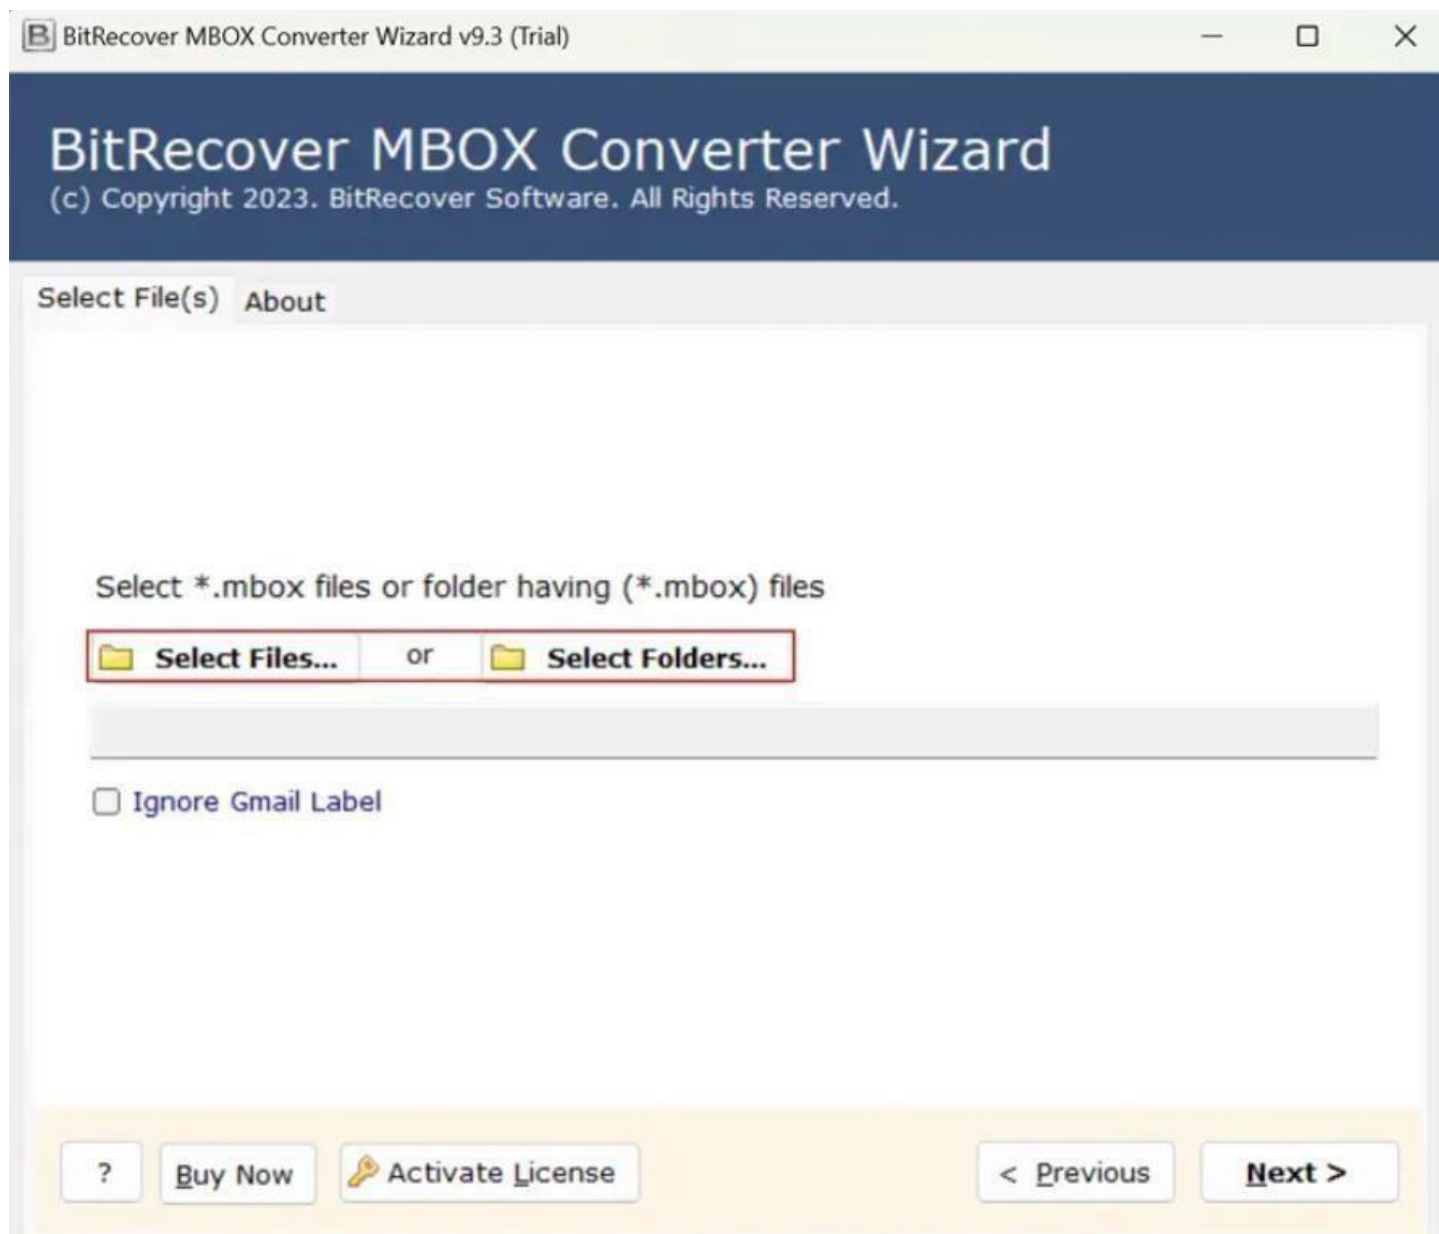 BitRecover MBOX Converter Wizard v9.3 (Trial)
BitRecover MBOX Converter Wizard
(c) Copyright 2023. BitRecover Software. All Rights Reserved.
Select File(s) About
Select *.mbox files or folder having (*.mbox) files
Select Files... or Select Folders...
Ignore Gmail Label
? Buy Now Activate License < Previous Next >